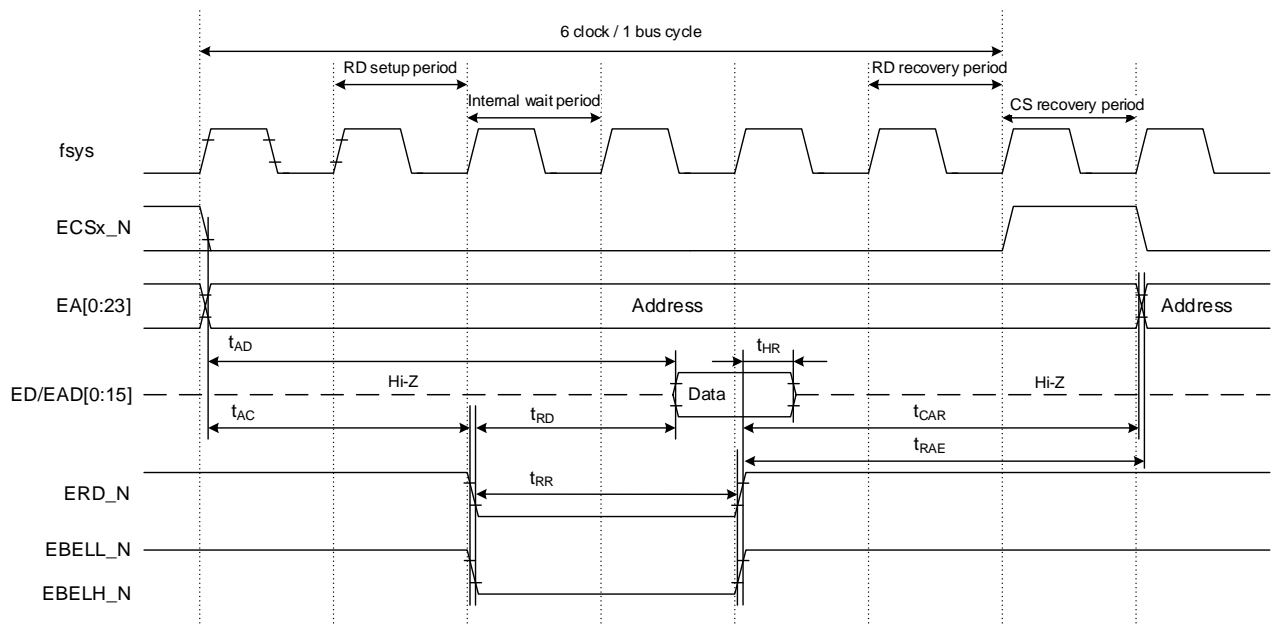 6 clock / 1 bus cycle
RD setup period
RD recovery period
Internal wait period
CS recovery period
fsys
ECSx_N
EA[0:23]
Address
Address
tAD
tHR
ED/EAD[0:15]
Hi-Z
Data
Hi-Z
tAC
tRD
tCAR
tRAE
tRR
ERD_N
EBELL_N
EBELH_N